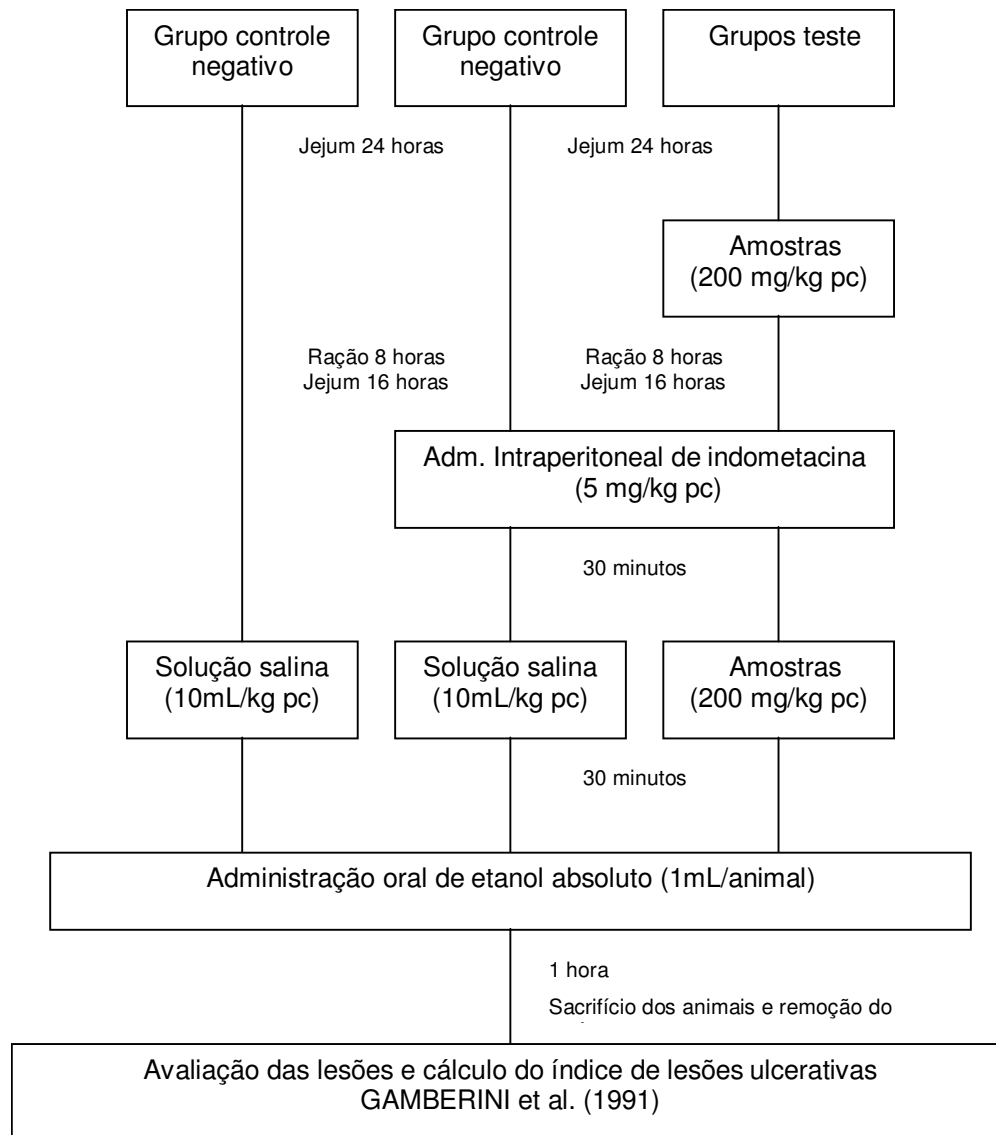 Grupo controle
negativo
Grupo controle
negativo
Grupos teste
Jejum 24 horas
Jejum 24 horas
Amostras
(200 mg/kg pc)
Ração 8 horas
Jejum 16 horas
Ração 8 horas
Jejum 16 horas
Adm. Intraperitoneal de indometacina
(5 mg/kg pc)
30 minutos
Solução salina
(10mL/kg pc)
Solução salina
(10mL/kg pc)
Amostras
(200 mg/kg pc)
30 minutos
Administração oral de etanol absoluto (1mL/animal)
1 hora
Sacrifício dos animais e remoção do
Avaliação das lesões e cálculo do índice de lesões ulcerativas
GAMBERINI et al. (1991)